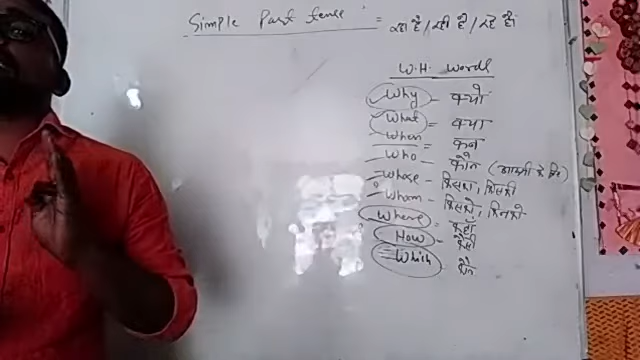 Simple Past tense = रहा है / रही है / रहे हो
W.H. Words
Why - क्यों
What = क्या
When = कब
Who - कौन (आदमी के लिए)
Whose - किसका, किसकी
Whom - किसको, किनको
Where = कहाँ
How - कैसे
Which -